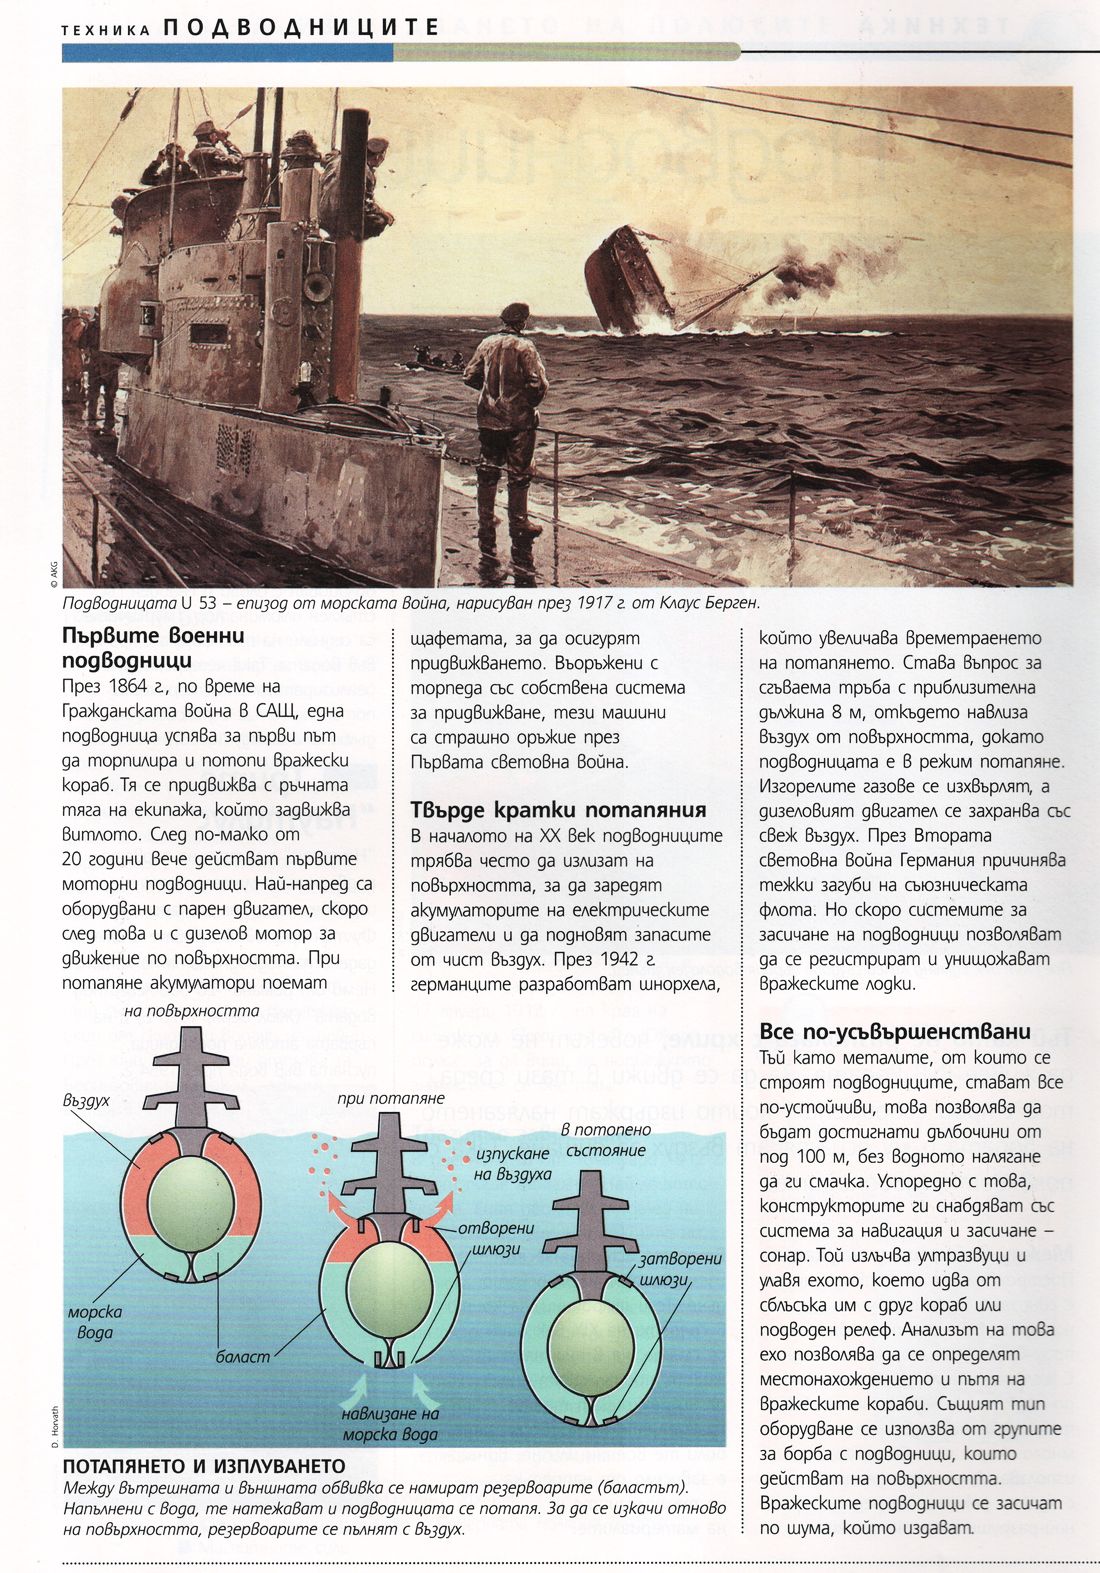 ТЕХНИКА ПОДВОДНИЦИТЕ
© AKG
Подводницата U 53 – епизод от морската война, нарисуван през 1917 г. от Клаус Берген.
Първите военни
подводници
През 1864 г., по време на
Гражданската война в САЩ, една
подводница успява за първи път
да торпилира и потопи вражески
кораб. Тя се придвижва с ръчната
тяга на екипажа, който задвижва
витлото. След по-малко от
20 години вече действат първите
моторни подводници. Най-напред са
оборудвани с парен двигател, скоро
след това и с дизелов мотор за
движение по повърхността. При
потапяне акумулатори поемат
щафетата, за да осигурят
придвижването. Въоръжени с
торпеда със собствена система
за придвижване, тези машини
са страшно оръжие през
Първата световна война.
Твърде кратки потапяния
В началото на XX век подводниците
трябва често да излизат на
повърхността, за да заредят
акумулаторите на електрическите
двигатели и да подновят запасите
от чист въздух. През 1942 г.
германците разработват шнорхела,
който увеличава времетраенето
на потапянето. Става въпрос за
сгъваема тръба с приблизителна
дължина 8 м, откъдето навлиза
въздух от повърхността, докато
подводницата е в режим потапяне.
Изгорелите газове се изхвърлят, а
дизеловият двигател се захранва със
свеж въздух. През Втората
световна война Германия причинява
тежки загуби на съюзническата
флота. Но скоро системите за
засичане на подводници позволяват
да се регистрират и унищожават
вражеските лодки.
Все по-усъвършенствани
Тъй като металите, от които се
строят подводниците, стават все
по-устойчиви, това позволява да
бъдат достигнати дълбочини от
под 100 м, без водното налягане
да ги смачка. Успоредно с това,
конструкторите ги снабдяват със
система за навигация и засичане –
сонар. Той излъчва ултразвуци и
улавя ехото, което идва от
сблъсъка им с друг кораб или
подводен релеф. Анализът на това
ехо позволява да се определят
местонахождението и пътя на
вражеските кораби. Същият тип
оборудване се използва от групите
за борба с подводници, които
действат на повърхността.
Вражеските подводници се засичат
по шума, който издават.
на повърхността
въздух
при потапяне
в потопено
състояние
изпускане
на въздуха
отворени
шлюзи
затворени
шлюзи
морска
вода
баласт
навлизане на
морска вода
D. Horvath
ПОТАПЯНЕТО И ИЗПЛУВАНЕТО
Между вътрешната и външната обвивка се намират резервоарите (баластът).
Напълнени с вода, те натежават и подводницата се потапя. За да се изкачи отново
на повърхността, резервоарите се пълнят с въздух.